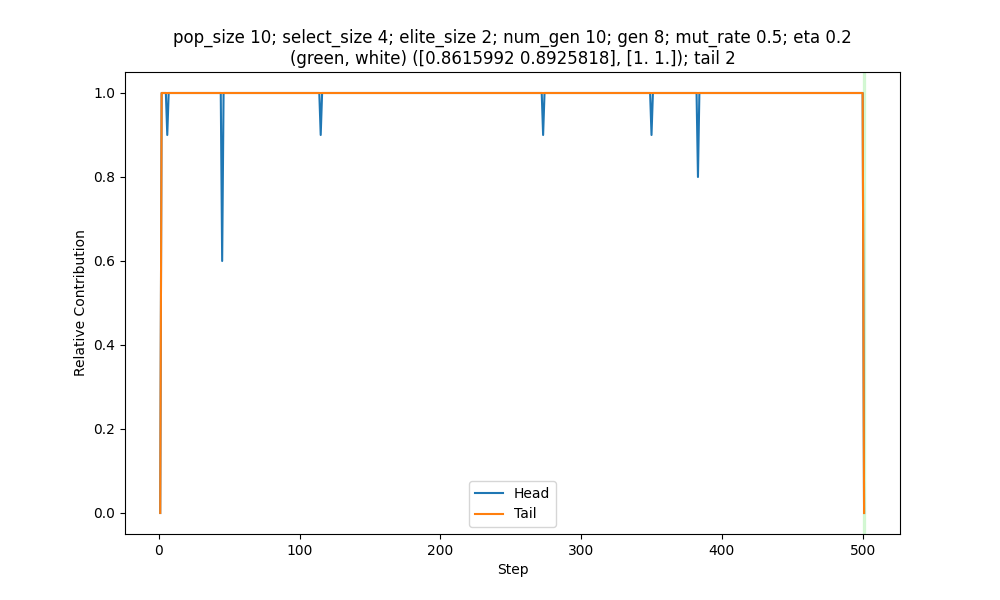 pop_size 10; select_size 4; elite_size 2; num_gen 10; gen 8; mut_rate 0.5; eta 0.2
(green, white) ([0.8615992 0.8925818], [1. 1.]); tail 2
1.0
0.8
0.6
0.4
0.2
0.0
Relative Contribution
Head
Tail
0
100
200
300
400
500
Step